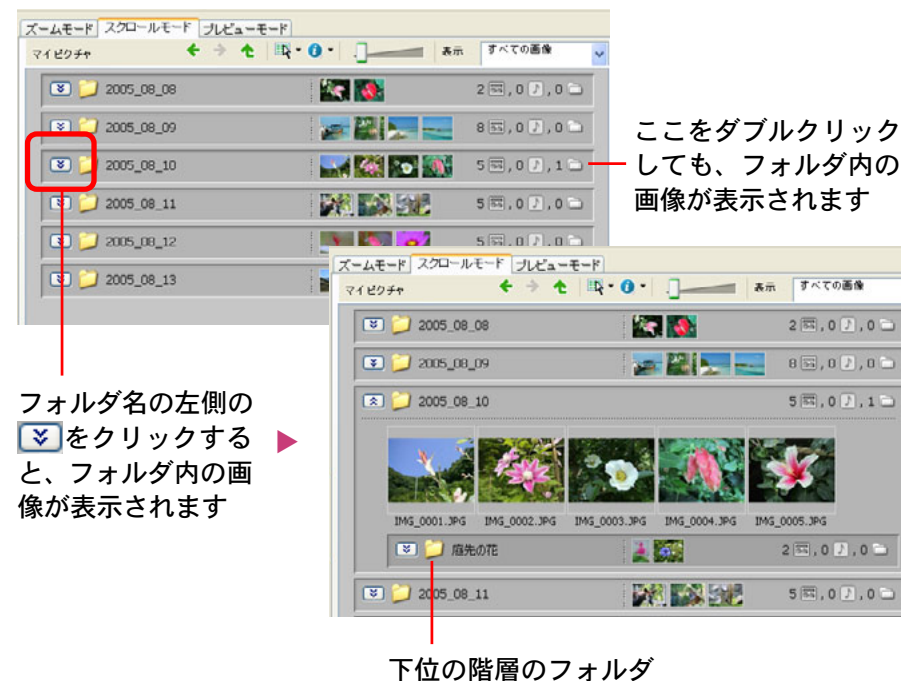 ズームモード スクロールモード プレビューモード
マイピクチャ 表示 すべての画像
2005_08_08 2 , 0 , 0
2005_08_09 8 , 0 , 0
2005_08_10 5 , 0 , 1
2005_08_11 5 , 0 , 0
2005_08_12 5 , 0 , 0
2005_08_13
ここをダブルクリック
しても、フォルダ内の
画像が表示されます
フォルダ名の左側の
をクリックする
と、フォルダ内の画
像が表示されます
ズームモード スクロールモード プレビューモード
マイピクチャ 表示 すべての画像
2005_08_08 2 , 0 , 0
2005_08_09 8 , 0 , 0
2005_08_10 5 , 0 , 1
IMG_0001.JPG IMG_0002.JPG IMG_0003.JPG IMG_0004.JPG IMG_0005.JPG
庭先の花 2 , 0 , 0
2005_08_11 5 , 0 , 0
下位の階層のフォルダ